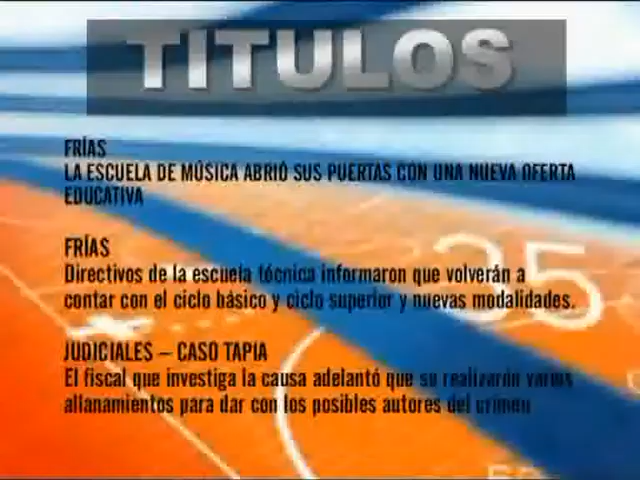 TITULOS
FRÍAS
LA ESCUELA DE MÚSICA ABRIÓ SUS PUERTAS CON UNA NUEVA OFERTA
EDUCATIVA
FRÍAS
Directivos de la escuela técnica informaron que volverán a
contar con el ciclo básico y ciclo superior y nuevas modalidades.
35
JUDICIALES – CASO TAPIA
El fiscal que investiga la causa adelantó que se realizarán varios
allanamientos para dar con los posibles autores del crimen